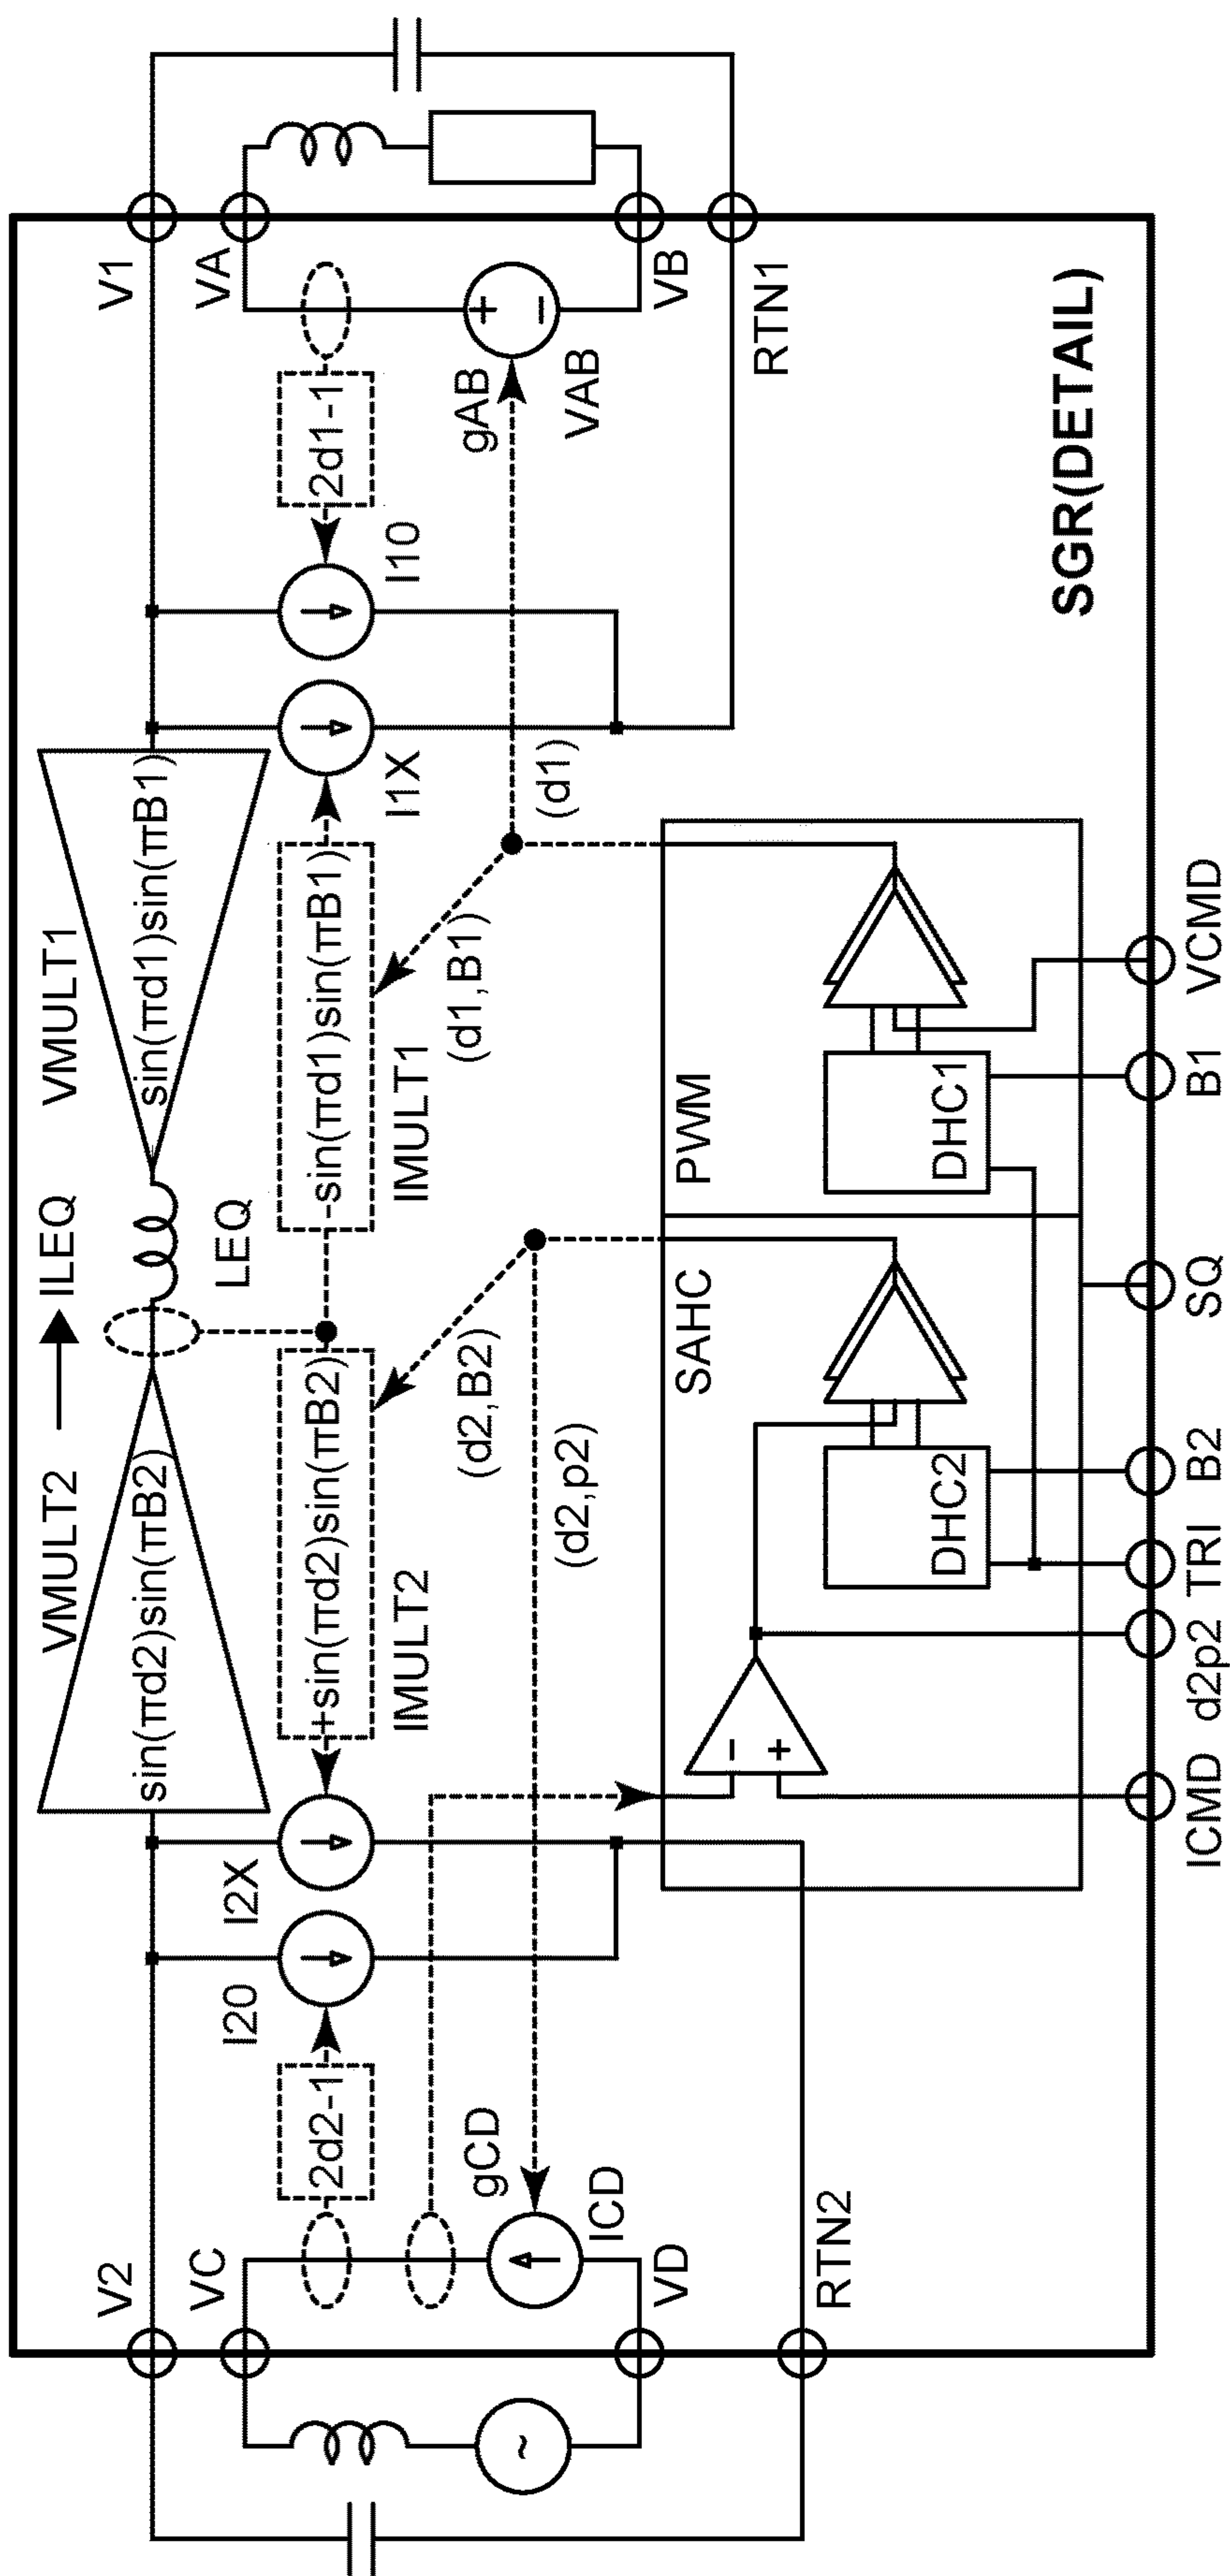 VMULT2
ILEQ
VMULT1
V2
V1
sin(πd2)sin(πB2)
sin(πd1)sin(πB1)
VC
I20
I2X
LEQ
VA
2d2-1
+sin(πd2)sin(πB2)
-sin(πd1)sin(πB1)
2d1-1
IMULT2
IMULT1
I1X
I10
gCD
(d2,B2)
(d1,B1)
gAB
+
−
~
ICD
(d2,p2)
(d1)
VAB
VD
SAHC
PWM
VB
RTN2
RTN1
−
+
DHC2
DHC1
SGR(DETAIL)
ICMD
d2p2
TRI
B2
SQ
B1
VCMD